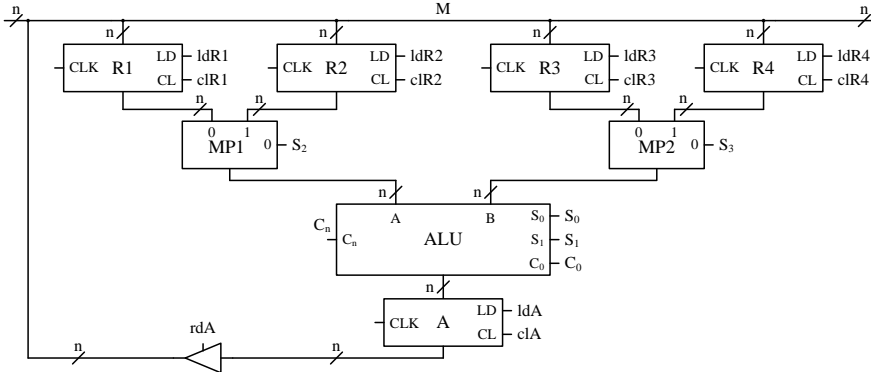 n M n
n n n n
CLK R1 LD CL ldR1 clR1
CLK R2 LD CL ldR2 clR2
CLK R3 LD CL ldR3 clR3
CLK R4 LD CL ldR4 clR4
n n n n
0 1 MP1 0 S₂
0 1 MP2 0 S₃
n n
A B
Cₙ Cₙ ALU S₀ S₀
S₁ S₁
C₀ C₀
n
CLK A LD CL ldA clA
rdA
n n